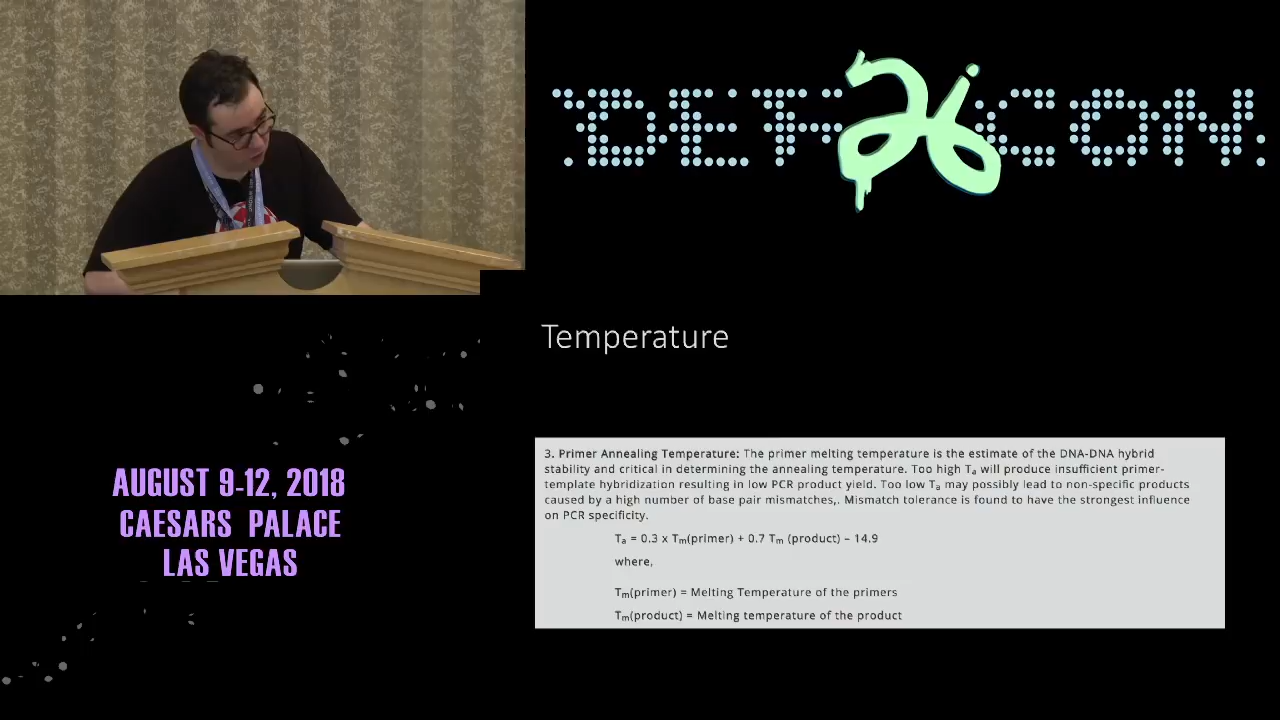 DEF 26 CON.
Temperature
AUGUST 9-12, 2018
CAESARS PALACE
LAS VEGAS
3. Primer Annealing Temperature: The primer melting temperature is the estimate of the DNA-DNA hybrid
stability and critical in determining the annealing temperature. Too high Ta will produce insufficient primer-
template hybridization resulting in low PCR product yield. Too low Ta may possibly lead to non-specific products
caused by a high number of base pair mismatches,. Mismatch tolerance is found to have the strongest influence
on PCR specificity.
Ta = 0.3 x Tm(primer) + 0.7 Tm (product) – 14.9
where,
Tm(primer) = Melting Temperature of the primers
Tm(product) = Melting temperature of the product